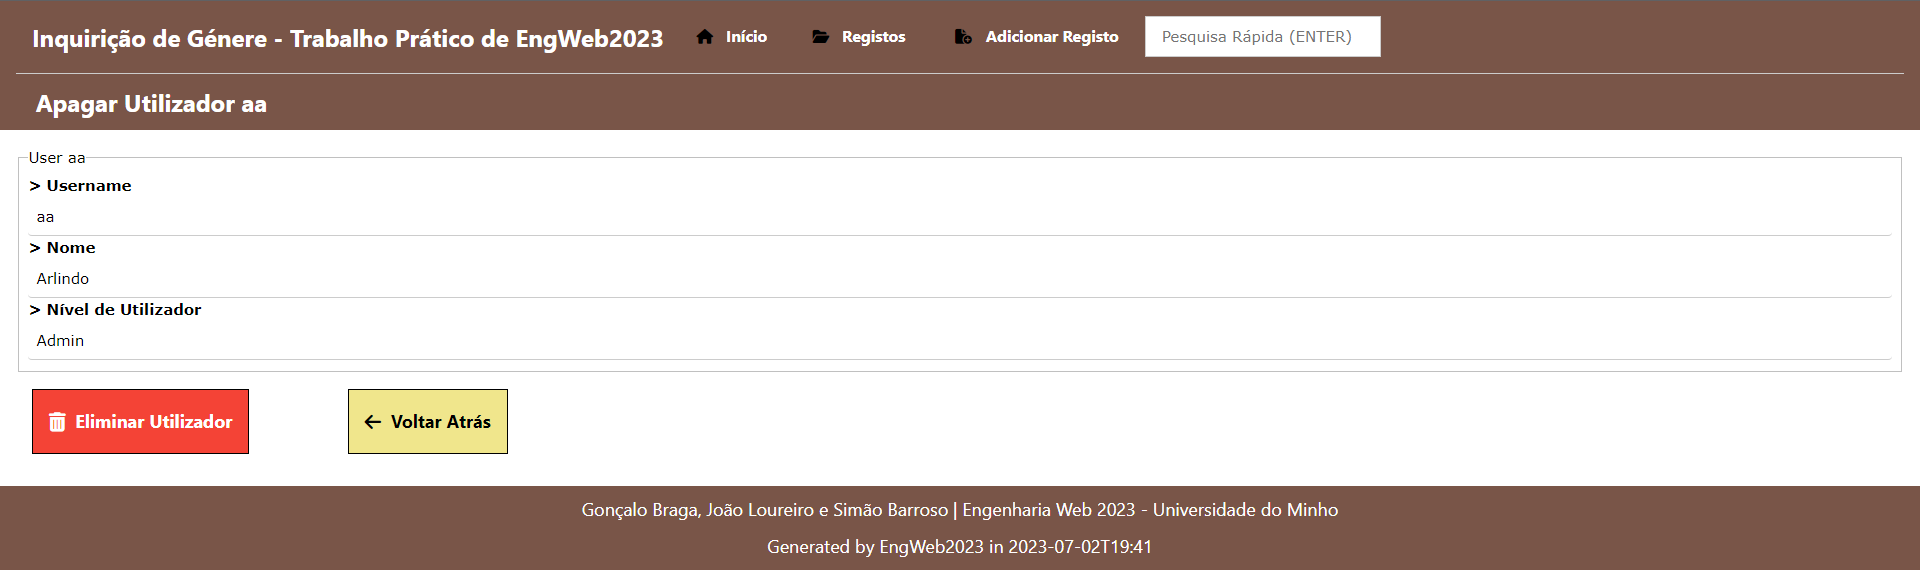 Inquirição de Génere - Trabalho Prático de EngWeb2023 Início Registos Adicionar Registo Pesquisa Rápida (ENTER)
Apagar Utilizador aa
User aa
> Username
aa
> Nome
Arlindo
> Nível de Utilizador
Admin
Eliminar Utilizador Voltar Atrás
Gonçalo Braga, João Loureiro e Simão Barroso | Engenharia Web 2023 - Universidade do Minho
Generated by EngWeb2023 in 2023-07-02T19:41